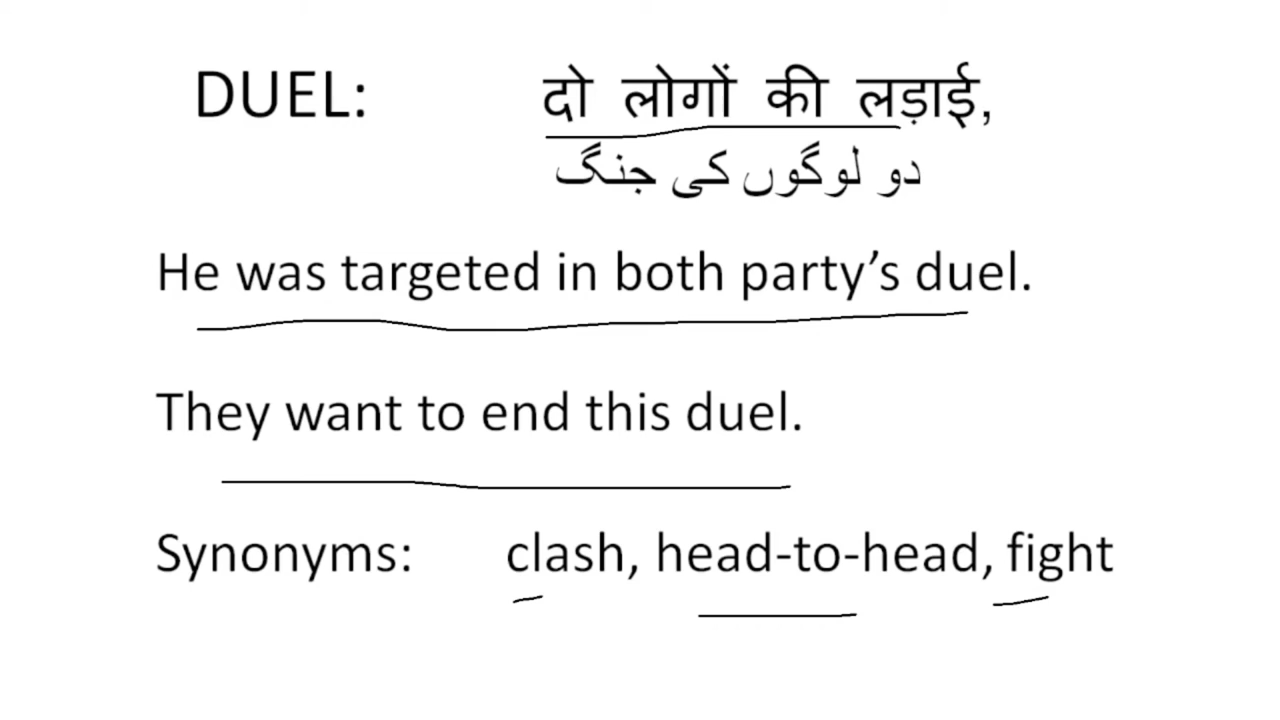 DUEL: दो लोगों की लड़ाई,
دو لوگوں کی جنگ
He was targeted in both party’s duel.
They want to end this duel.
Synonyms: clash, head-to-head, fight